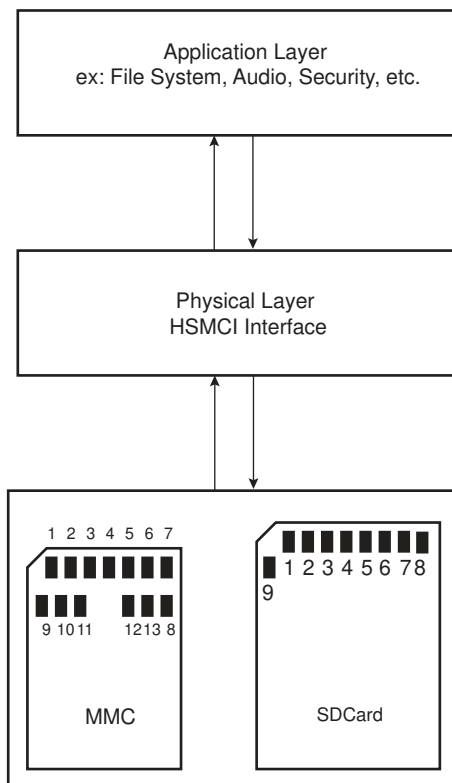 Application Layer
ex: File System, Audio, Security, etc.
Physical Layer
HSMCI Interface
1 2 3 4 5 6 7
9 10 11 12 13 8
MMC
1 2 3 4 5 6 7 8
9
SDCard